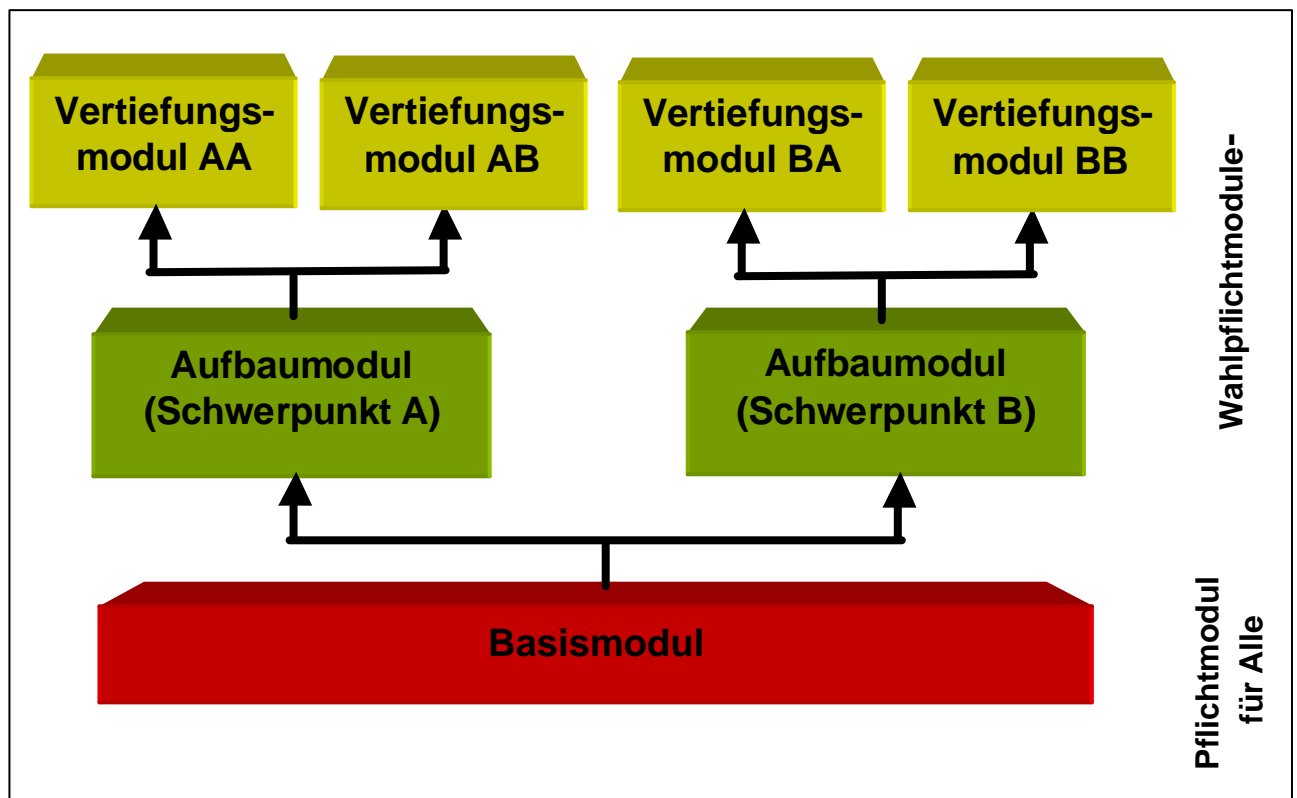 Vertiefungs-
modul AA
Vertiefungs-
modul AB
Vertiefungs-
modul BA
Vertiefungs-
modul BB
Aufbaumodul
(Schwerpunkt A)
Aufbaumodul
(Schwerpunkt B)
Basismodul
Wahlpflichtmodule-
Pflichtmodul
für Alle